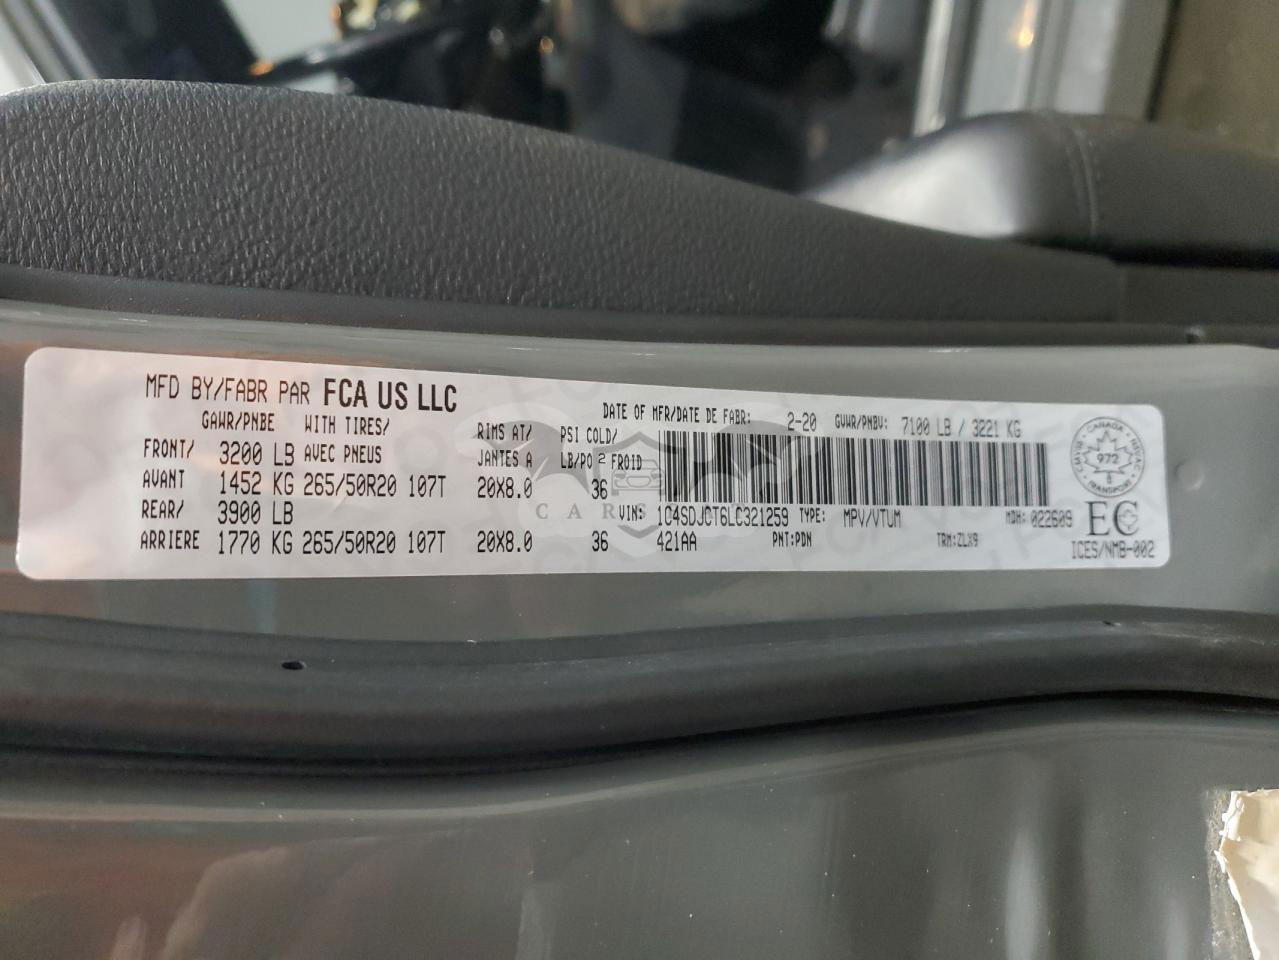 MFD BY/FABR PAR FCA US LLC
DATE OF MFR/DATE DE FABR: 2-20 GVWR/PNBV: 7100 LB / 3221 KG
GAWR/PNBE WITH TIRES/ RIMS AT/ PSI COLD/
FRONT/ 3200 LB AVEC PNEUS JANTES A LB/PO 2 FROID
AVANT 1452 KG 265/50R20 107T 20X8.0 36
REAR/ 3900 LB VIN: 1C4SDJCT6LC321259 TYPE: MPV/VTUM MDH: 022609
ARRIERE 1770 KG 265/50R20 107T 20X8.0 36 421AA PNT:PDN TRM:ZLX9
CANADA
972
TRANSPORT
EC
ICES/NMB-002
CARS